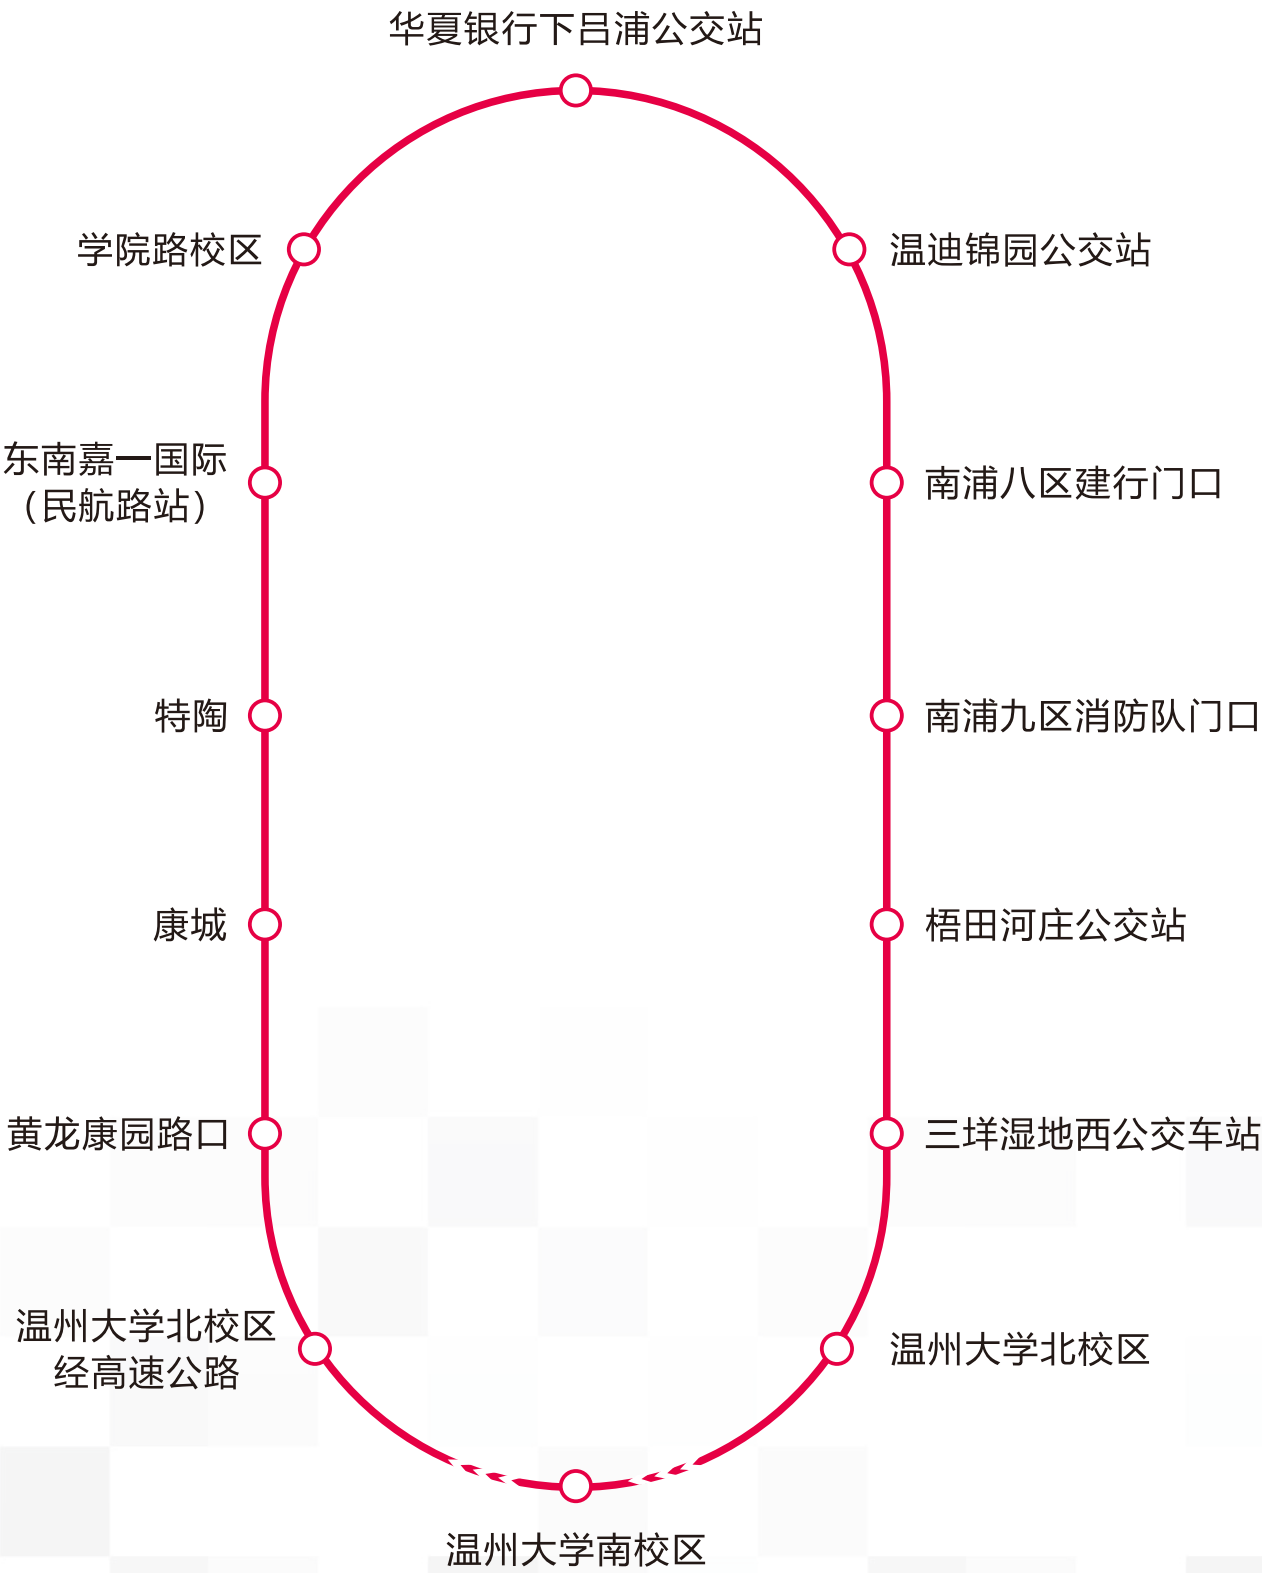 华夏银行下吕浦公交站
学院路校区
温迪锦园公交站
东南嘉一国际
（民航路站）
南浦八区建行门口
特陶
南浦九区消防队门口
康城
梧田河庄公交站
黄龙康园路口
三垟湿地西公交车站
温州大学北校区
经高速公路
温州大学北校区
温州大学南校区